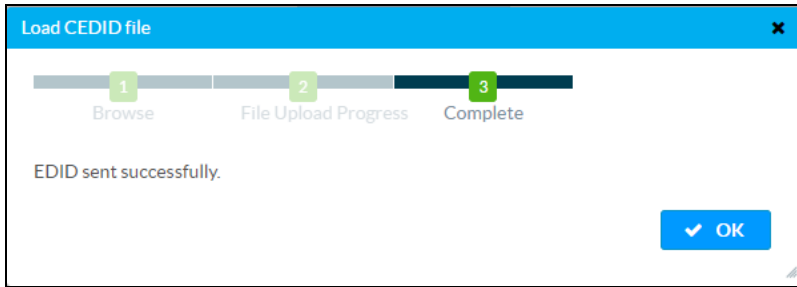 Load CEDID file
1 2 3
Browse File Upload Progress Complete
EDID sent successfully.
OK